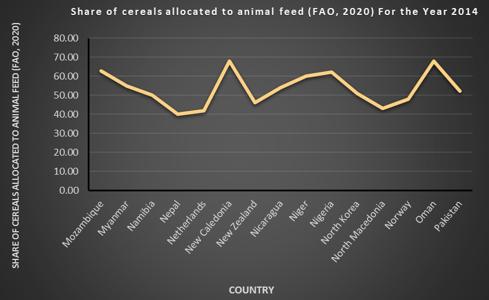 Share of cereals allocated to animal feed (FAO, 2020) For the Year 2014
SHARE OF CEREALS ALLOCATED TO ANIMAL FEED (FAO, 2020)
80.00
70.00
60.00
50.00
40.00
30.00
20.00
10.00
0.00
Mozambique
Myanmar
Namibia
Nepal
Netherlands
New Caledonia
New Zealand
Nicaragua
Niger
Nigeria
North Korea
North Macedonia
Norway
Oman
Pakistan
COUNTRY